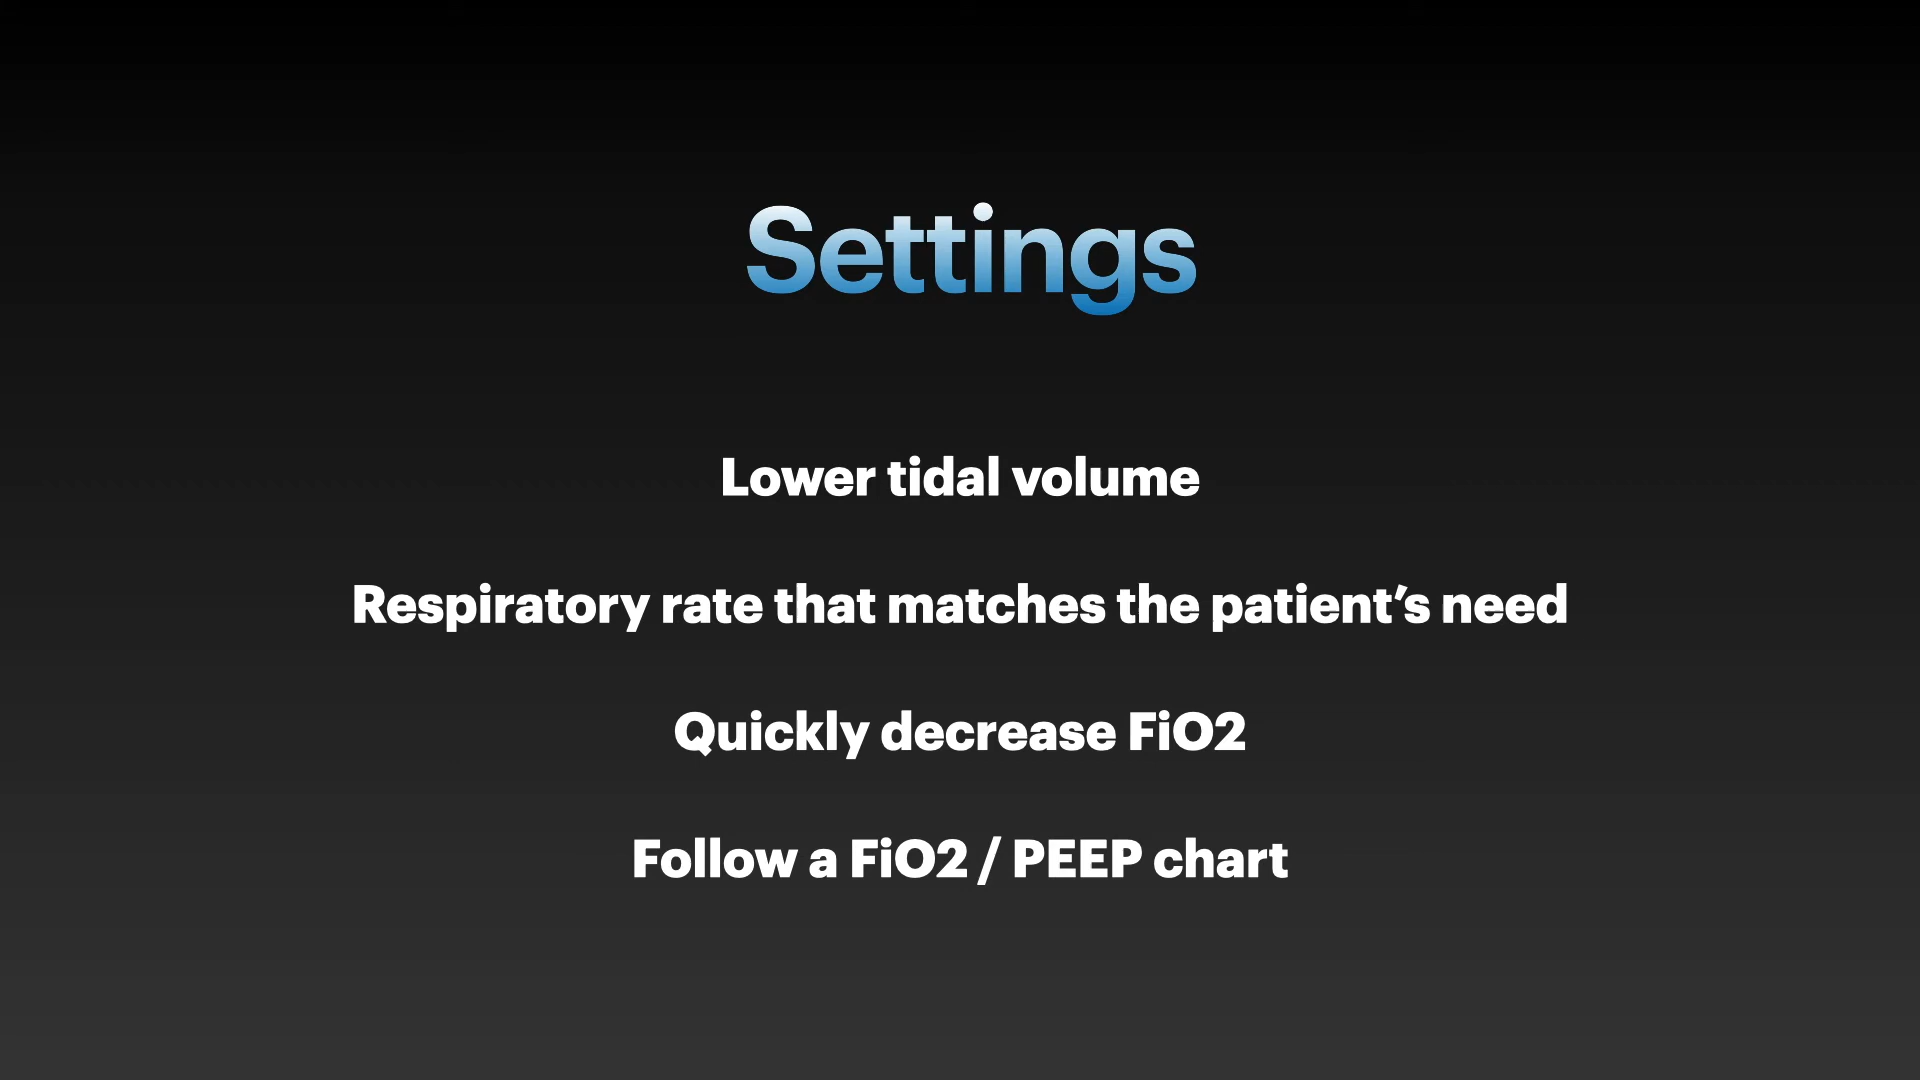 Settings
Lower tidal volume
Respiratory rate that matches the patient’s need
Quickly decrease FiO2
Follow a FiO2 / PEEP chart